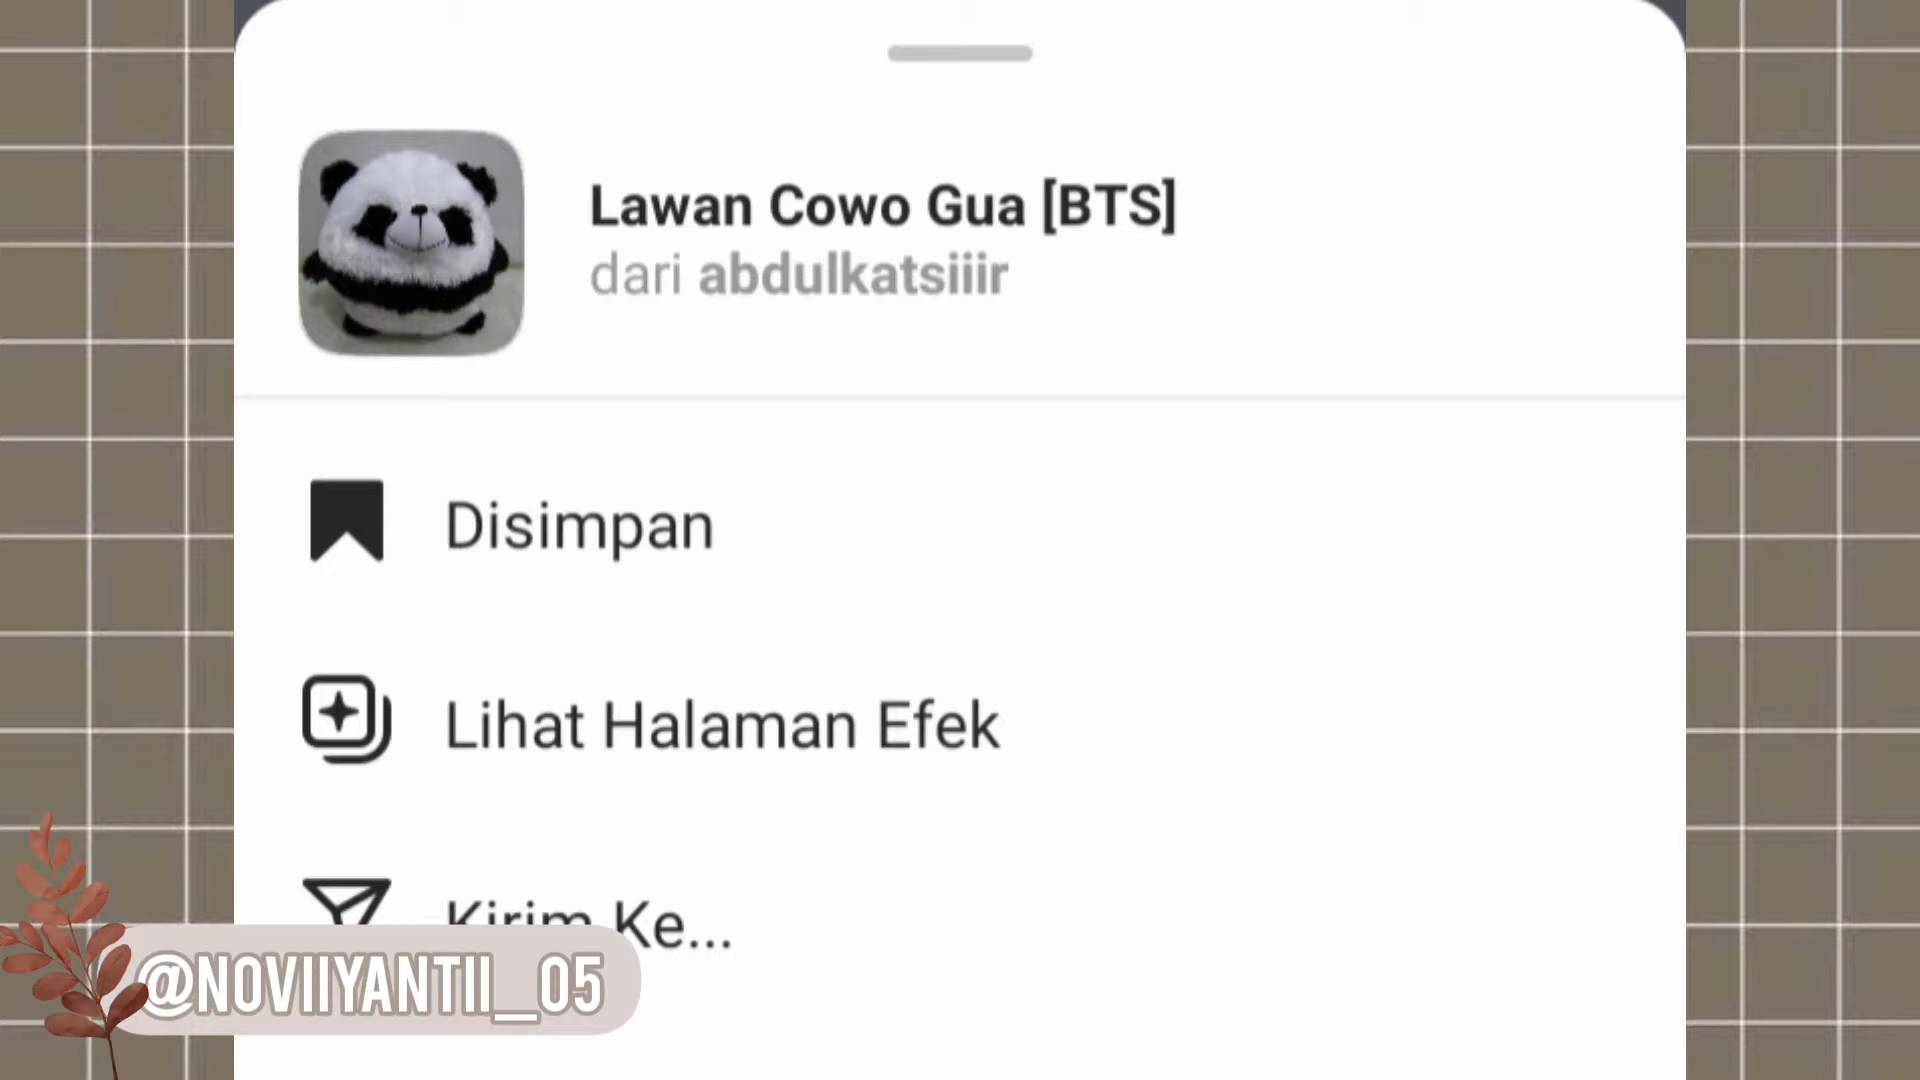 Lawan Cowo Gua [BTS]
dari abdulkatsiiir
Disimpan
Lihat Halaman Efek
Kirim Ke...
@NOVIIYANTII_05